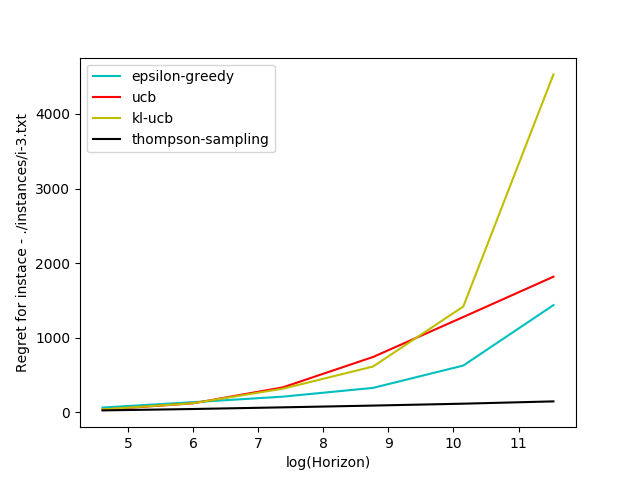 epsilon-greedy
ucb
kl-ucb
thompson-sampling
Regret for instace - ./instances/i-3.txt
4000
3000
2000
1000
0
5 6 7 8 9 10 11
log(Horizon)